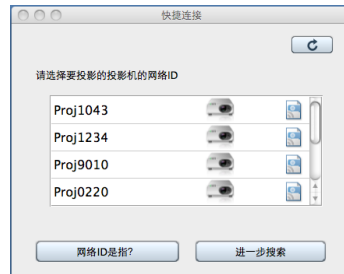 快捷连接
请选择要投影的投影机的网络ID
Proj1043
Proj1234
Proj9010
Proj0220
网络ID是指?
进一步搜索